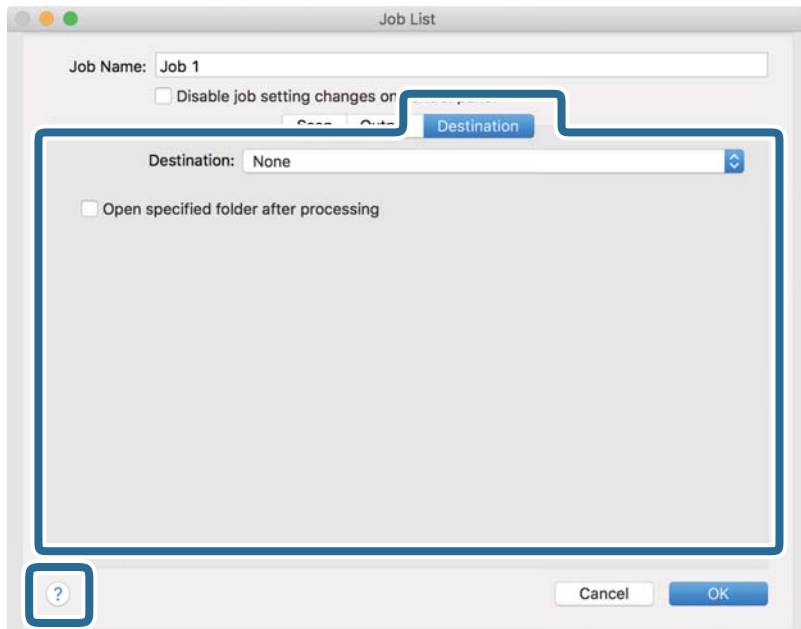 Job List
Job Name: Job 1
Disable job setting changes on
Destination
Destination: None
Open specified folder after processing
?
Cancel OK